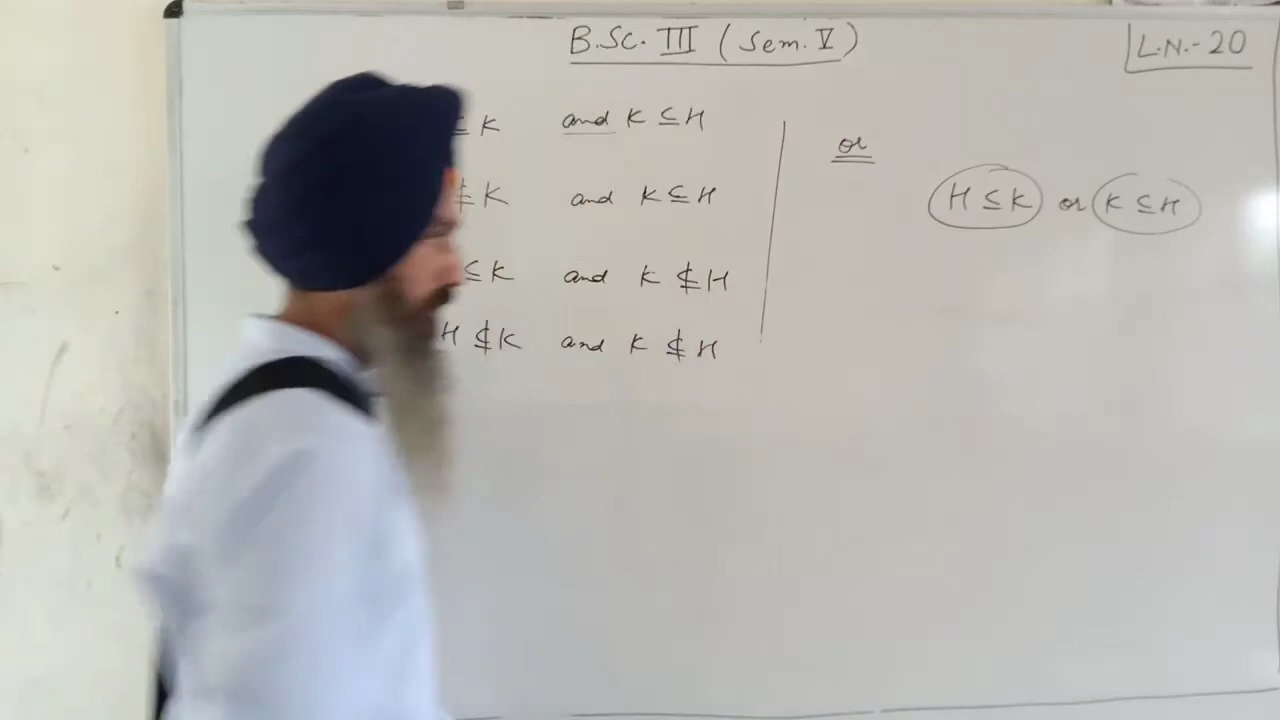 B.Sc. III (Sem. V)
L.N.-20
⊆ K and K ⊆ H
or
⊈ K and K ⊆ H
H ⊆ K or K ⊆ H
⊆ K and K ⊈ H
H ⊈ K and K ⊈ H